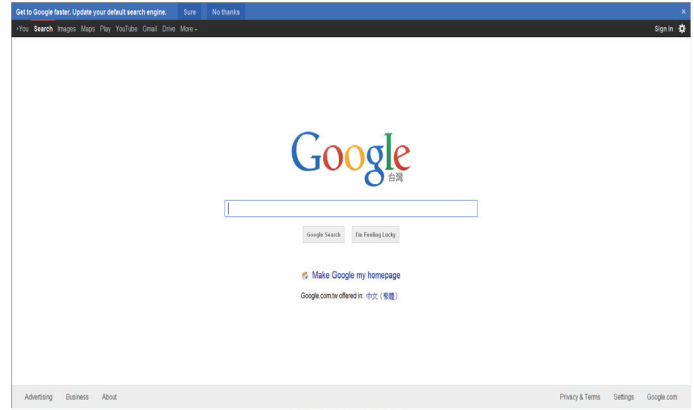 Get to Google faster. Update your default search engine. Sure No thanks ×
+You Search Images Maps Play YouTube Gmail Drive More Sign in
Google
台灣
Google Search I'm Feeling Lucky
Make Google my homepage
Google.com.tw offered in: 中文（繁體）
Advertising Business About Privacy & Terms Settings Google.com